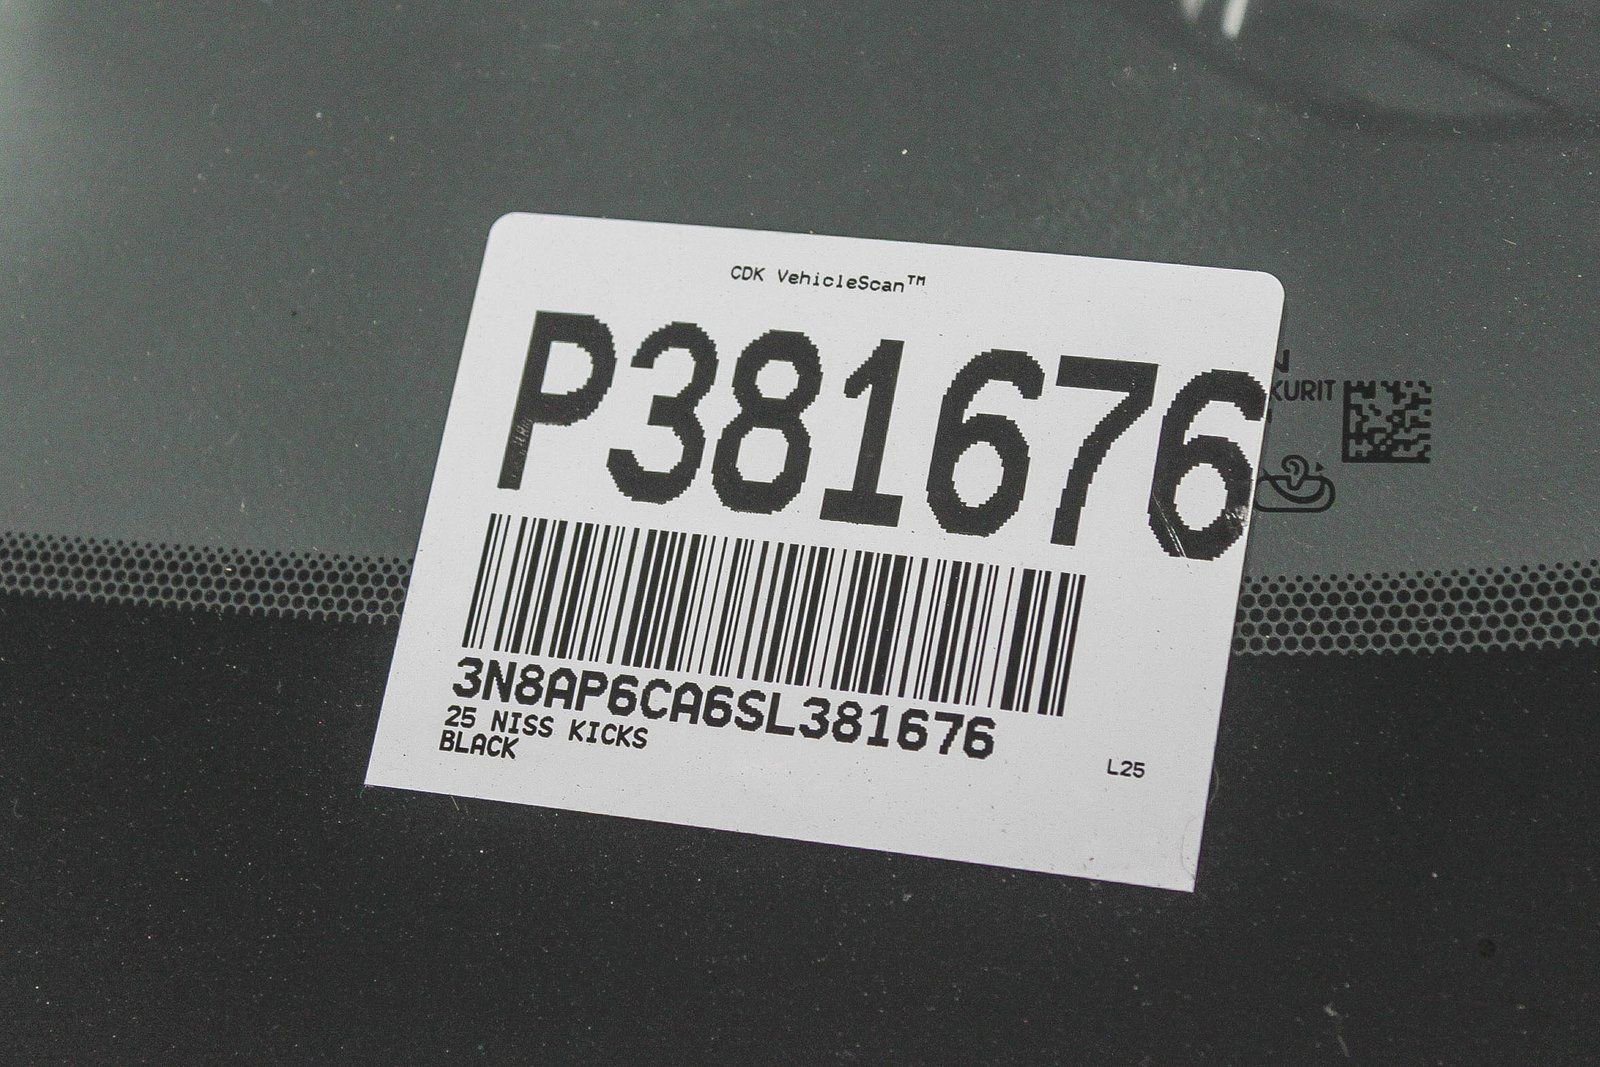 CDK VehicleScan™
P381676
N
KURIT
3N8AP6CA6SL381676
25 NISS KICKS
BLACK
L25